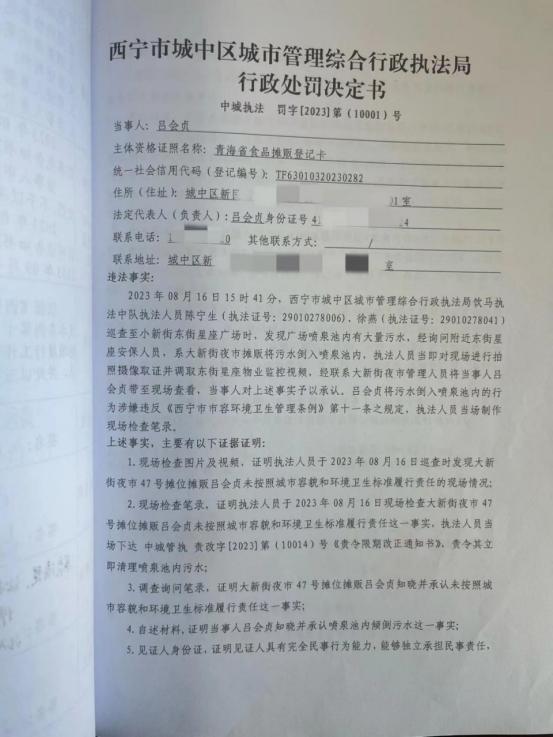 西宁市城中区城市管理综合行政执法局
行政处罚决定书
中城执法 罚字[2023]第（10001）号
当事人：吕会贞
主体资格证照名称：青海省食品摊贩登记卡
统一社会信用代码（登记编号）：TF63010320230282
住所（住址）：城中区新 1室
法定代表人（负责人）：吕会贞身份证号4 4
联系电话：1 0 其他联系方式： /
联系地址：城中区新 室
违法事实：
2023年08月16日15时41分，西宁市城中区城市管理综合行政执法局饮马执
法中队执法人员陈宁生（执法证号：29010278006）、徐燕（执法证号：29010278041）
巡查至小新街东街星座广场时，发现广场喷泉池内有大量污水，经询问附近东街星
座安保人员，系大新街夜市摊贩将污水倒入喷泉池内，执法人员当即对现场进行拍
照摄像取证并调取东街星座物业监控视频，经联系大新街夜市管理人员将当事人吕
会贞带至现场查看，当事人对上述事实予以承认。吕会贞将污水倒入喷泉池内的行
为涉嫌违反《西宁市市容环境卫生管理条例》第十一条之规定，执法人员当场制作
现场检查笔录。
上述事实，主要有以下证据证明：
1.现场检查图片及视频，证明执法人员于2023年08月16日巡查时发现大新
街夜市47号摊位摊贩吕会贞未按照城市容貌和环境卫生标准履行责任的现场情况；
2.现场检查笔录，证明执法人员于2023年08月16日现场检查大新街夜市47
号摊位摊贩吕会贞未按照城市容貌和环境卫生标准履行责任这一事实，执法人员当
场下达 中城管执 责改字[2023]第（10014）号《责令限期改正通知书》，责令其立
即清理喷泉池内污水；
3.调查询问笔录，证明大新街夜市47号摊位摊贩吕会贞知晓并承认未按照城
市容貌和环境卫生标准履行责任这一事实；
4.自述材料，证明当事人吕会贞知晓并承认喷泉池内倾倒污水这一事实；
5.见证人身份证，证明见证人具有完全民事行为能力，能够独立承担民事责任，